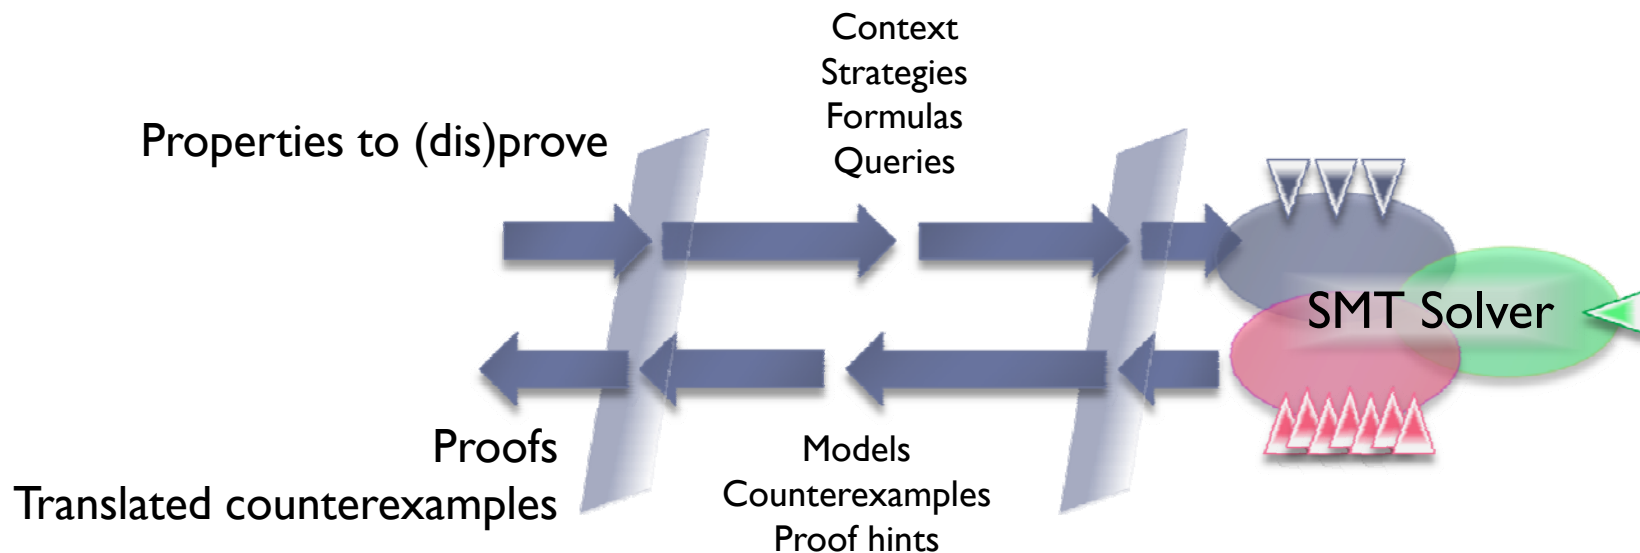 Context
Strategies
Formulas
Queries
Properties to (dis)prove
SMT Solver
Proofs
Translated counterexamples
Models
Counterexamples
Proof hints